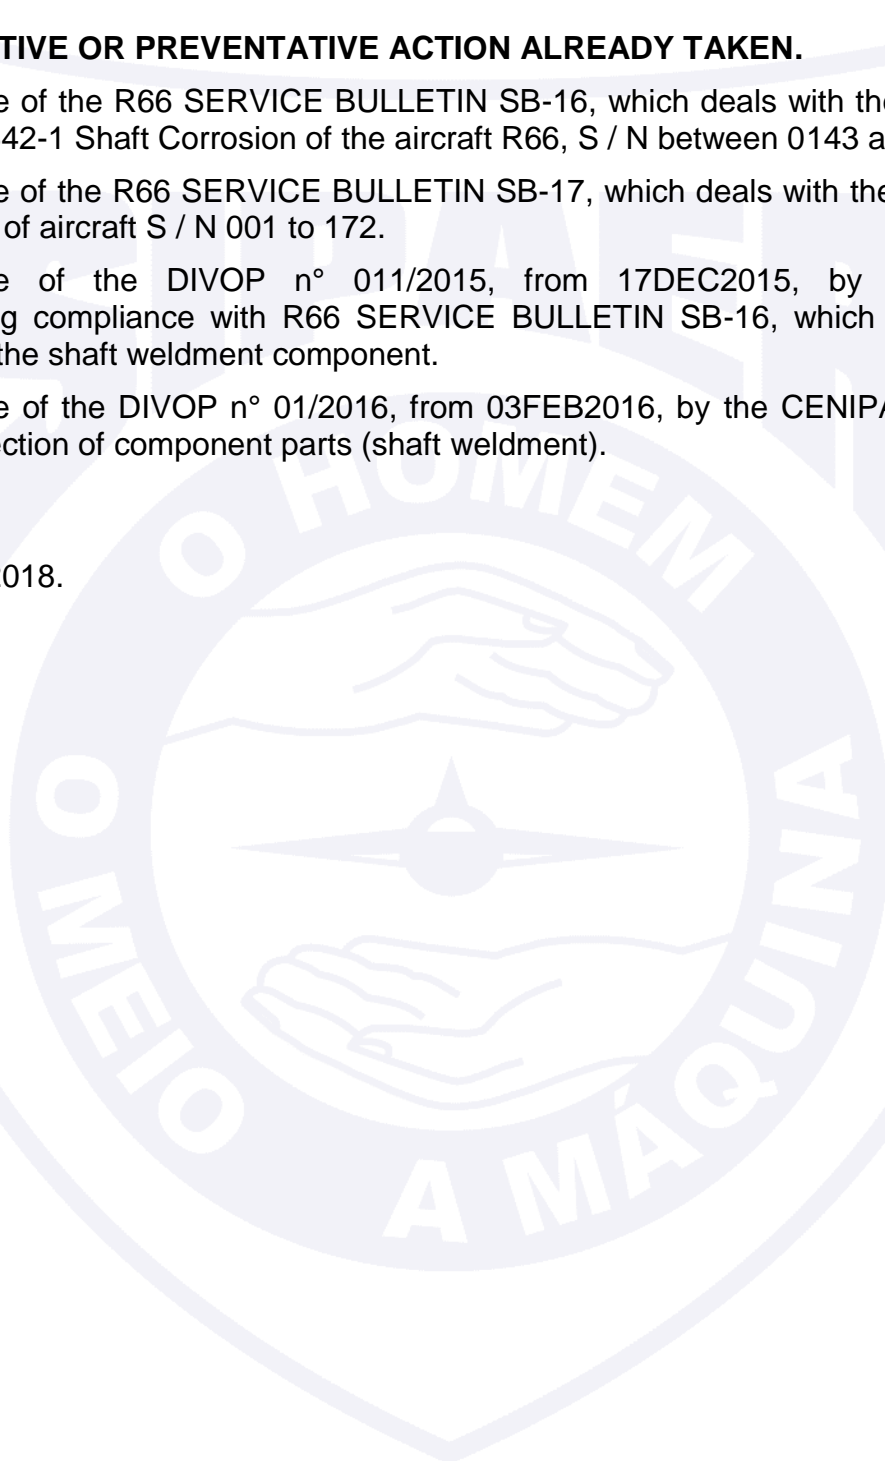 TIVE OR PREVENTATIVE ACTION ALREADY TAKEN.
e of the R66 SERVICE BULLETIN SB-16, which deals with the
42-1 Shaft Corrosion of the aircraft R66, S / N between 0143 a
e of the R66 SERVICE BULLETIN SB-17, which deals with the
of aircraft S / N 001 to 172.
e of the DIVOP n° 011/2015, from 17DEC2015, by
g compliance with R66 SERVICE BULLETIN SB-16, which
the shaft weldment component.
e of the DIVOP n° 01/2016, from 03FEB2016, by the CENIPA
ection of component parts (shaft weldment).
2018.
SIPAER
O HOMEM
O MEIO
A MÁQUINA